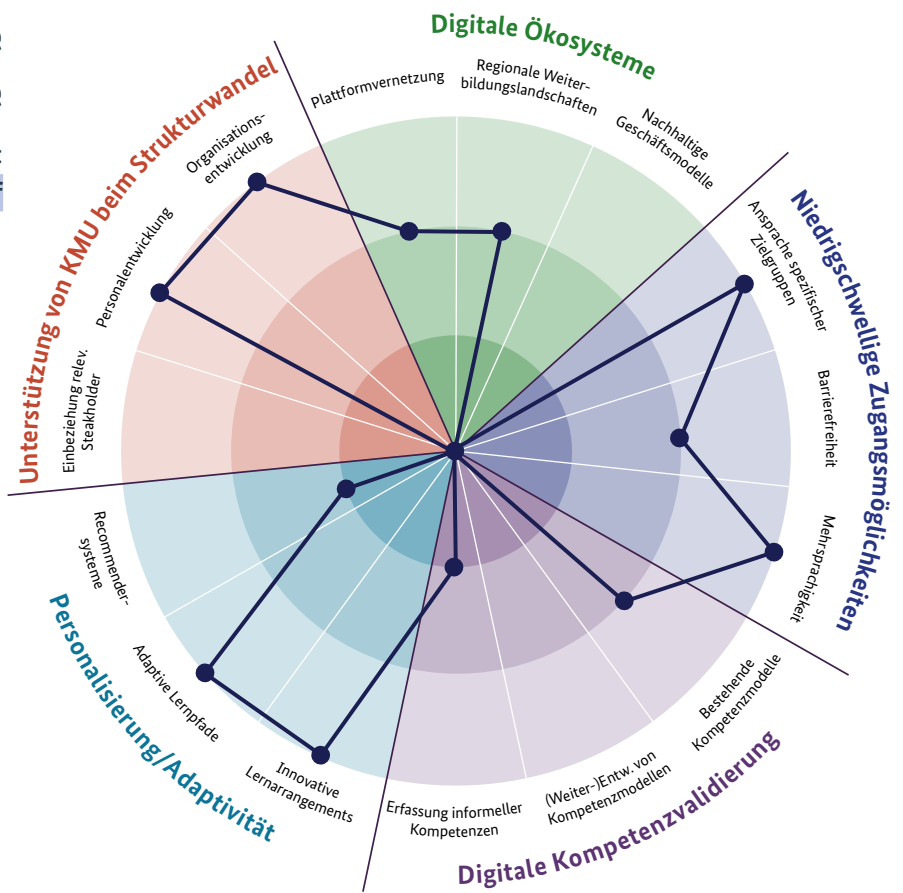 Digitale Ökosysteme
Plattformvernetzung
Regionale Weiter-
bildungslandschaften
Nachhaltige
Geschäftsmodelle
Niedrigschwellige Zugangsmöglichkeiten
Ansprache spezifischer
Zielgruppen
Barrierefreiheit
Mehrsprachigkeit
Digitale Kompetenzvalidierung
Bestehende
Kompetenzmodelle
(Weiter-)Entw. von
Kompetenzmodellen
Erfassung informeller
Kompetenzen
Personalisierung/Adaptivität
Innovative
Lernarrangements
Adaptive Lernpfade
Recommender-
systeme
Unterstützung von KMU beim Strukturwandel
Einbeziehung relev.
Steakholder
Personalentwicklung
Organisations-
entwicklung